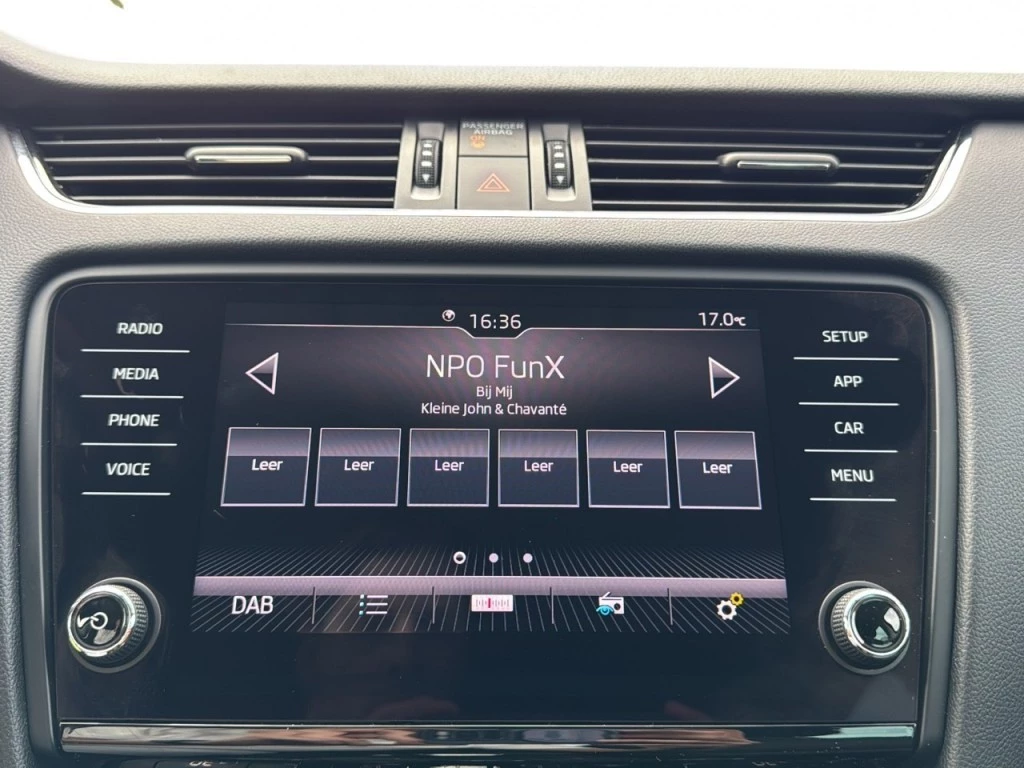 PASSENGER
AIRBAG
ON
16:36
17.0°C
RADIO
MEDIA
PHONE
VOICE
NPO FunX
Bij Mij
Kleine John & Chavanté
Leer
Leer
Leer
Leer
Leer
Leer
SETUP
APP
CAR
MENU
DAB